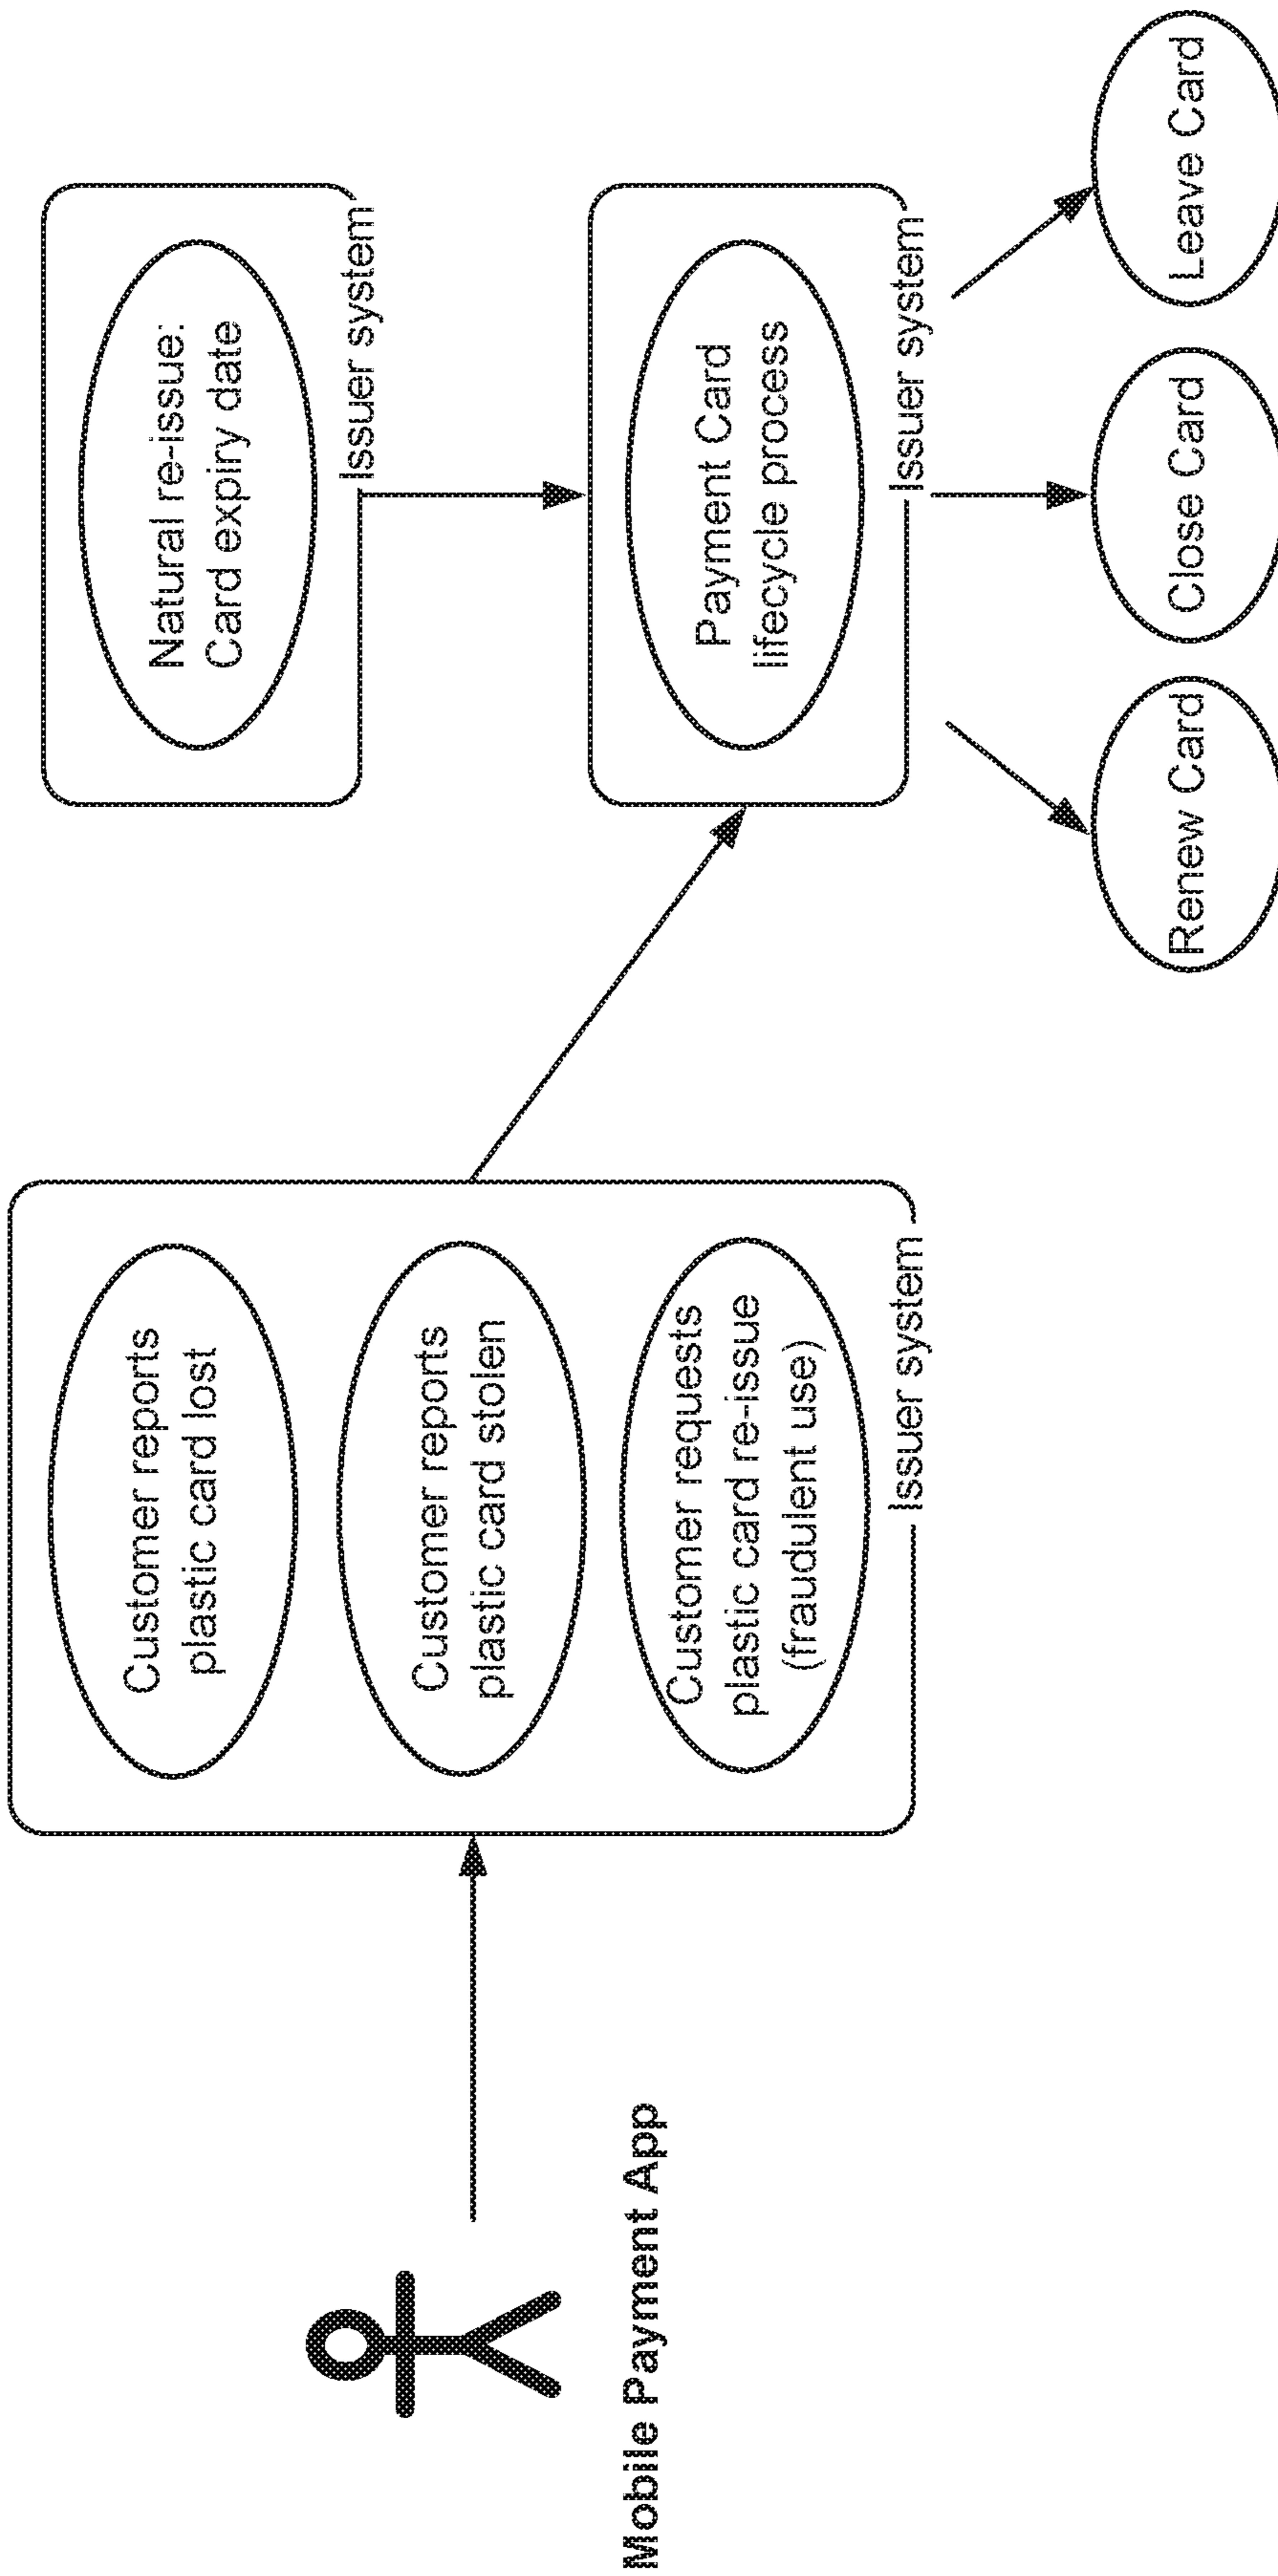 Mobile Payment App
Customer reports
plastic card lost
Customer reports
plastic card stolen
Customer requests
plastic card re-issue
(fraudulent use)
Issuer system
Natural re-issue:
Card expiry date
Issuer system
Payment Card
lifecycle process
Issuer system
Renew Card
Close Card
Leave Card